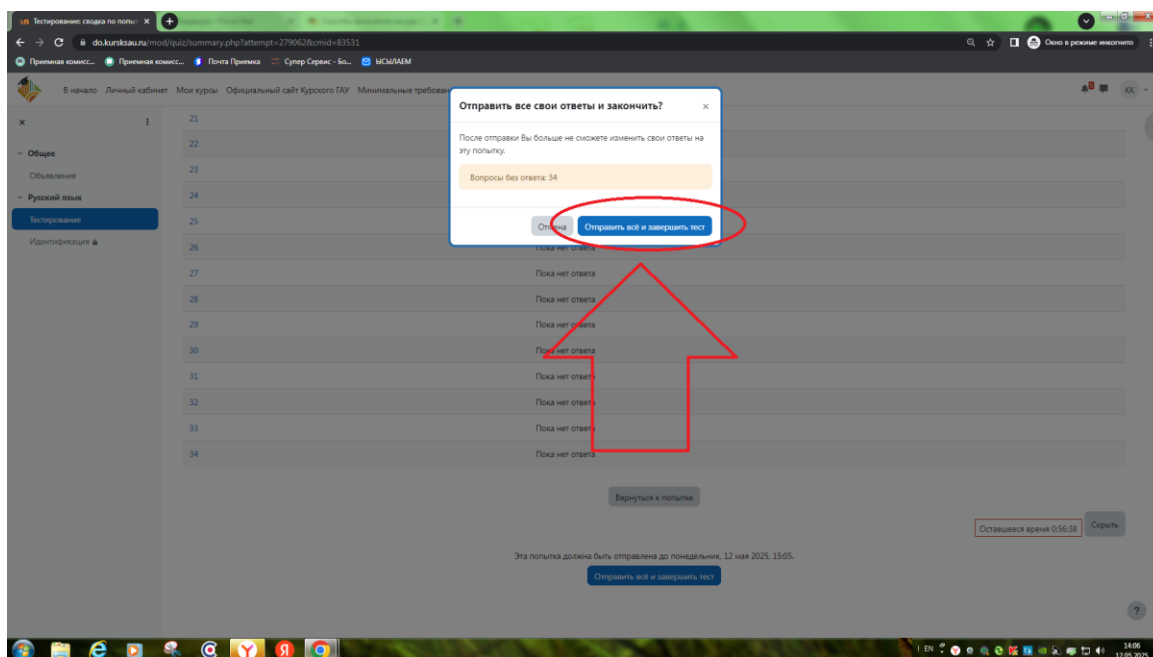 Тестирование: сводка по попы
do.kursksau.ru/mod/quiz/summary.php?attempt=279062&cmid=83531
Окно в режиме инкогнито
Приемная комисс...
Приемная комисс...
Почта Приемка
Супер Сервис - Бо...
ЫСЫЛАЕМ
В начало
Личный кабинет
Мои курсы
Официальный сайт Курского ГАУ
Минимальные требован
КК
Общее
Объявления
Русский язык
Тестирование
Идентификация
Отправить все свои ответы и закончить?
После отправки Вы больше не сможете изменить свои ответы на
эту попытку.
Вопросы без ответа: 34
Отмена
Отправить всё и завершить тест
21
22
23
24
25
26 Пока нет ответа
27 Пока нет ответа
28 Пока нет ответа
29 Пока нет ответа
30 Пока нет ответа
31 Пока нет ответа
32 Пока нет ответа
33 Пока нет ответа
34 Пока нет ответа
Вернуться к попытке
Оставшееся время 0:56:38
Скрыть
Эта попытка должна быть отправлена до понедельник, 12 мая 2025, 15:05.
Отправить всё и завершить тест
?
EN
14:06
12.05.2025